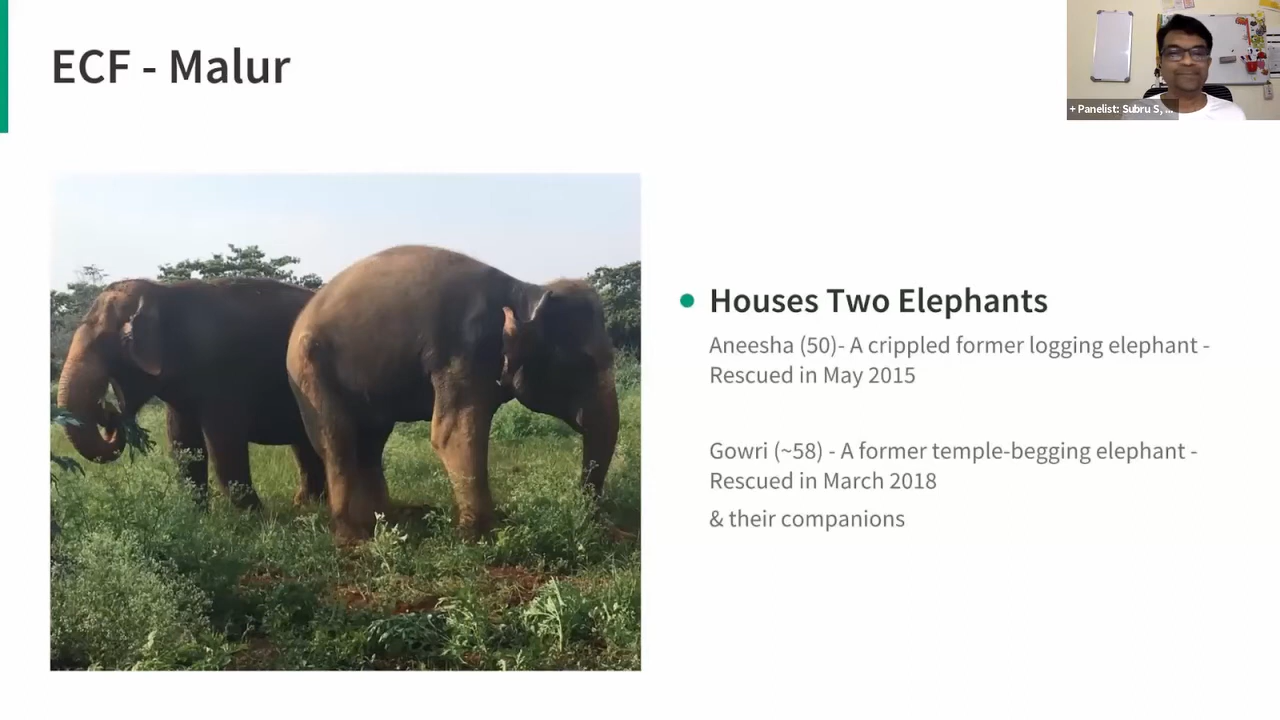 ECF - Malur
+ Panelist: Subru S, ...
Houses Two Elephants
Aneesha (50)- A crippled former logging elephant -
Rescued in May 2015
Gowri (~58) - A former temple-begging elephant -
Rescued in March 2018
& their companions